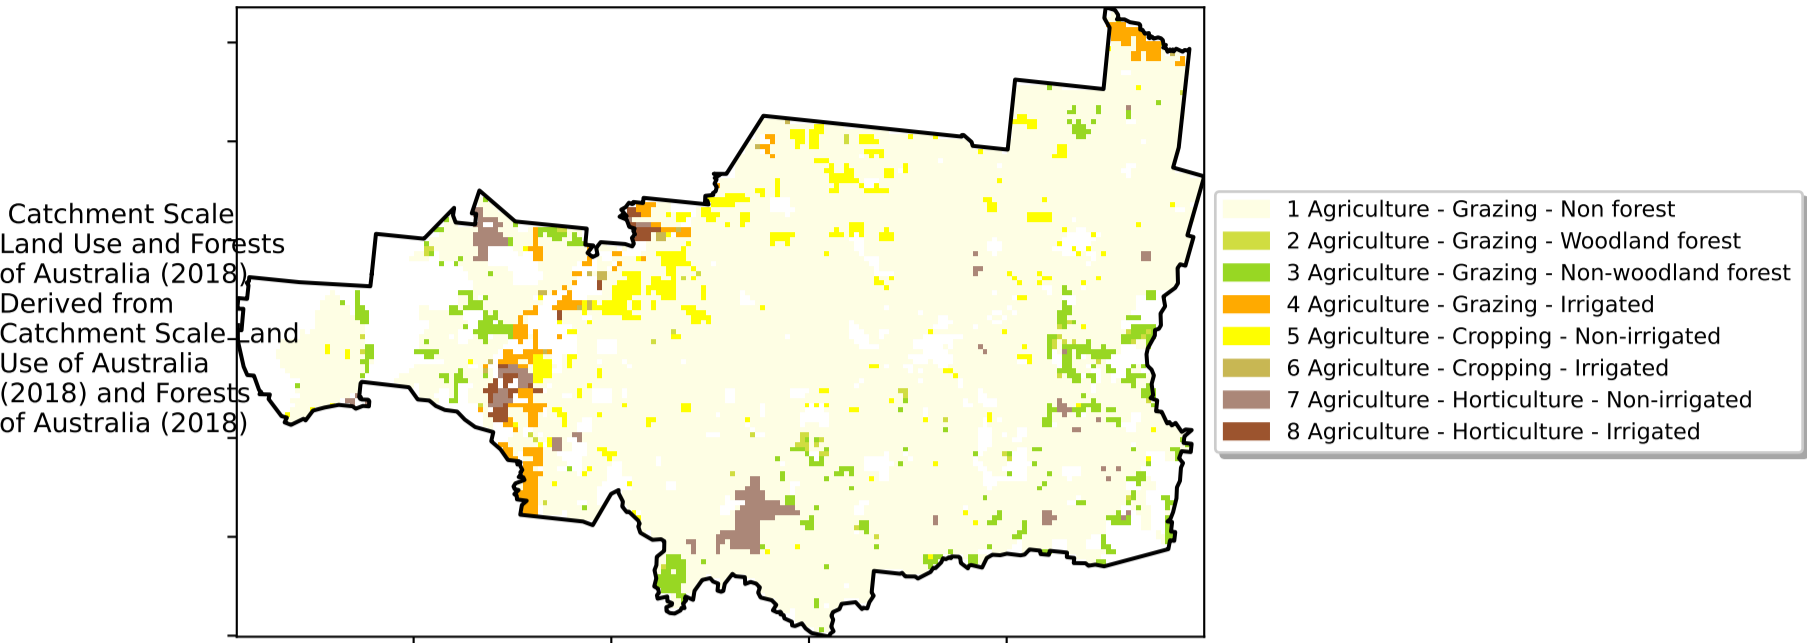 Catchment Scale
Land Use and Forests
of Australia (2018)
Derived from
Catchment Scale Land
Use of Australia
(2018) and Forests
of Australia (2018)
1 Agriculture - Grazing - Non forest
2 Agriculture - Grazing - Woodland forest
3 Agriculture - Grazing - Non-woodland forest
4 Agriculture - Grazing - Irrigated
5 Agriculture - Cropping - Non-irrigated
6 Agriculture - Cropping - Irrigated
7 Agriculture - Horticulture - Non-irrigated
8 Agriculture - Horticulture - Irrigated